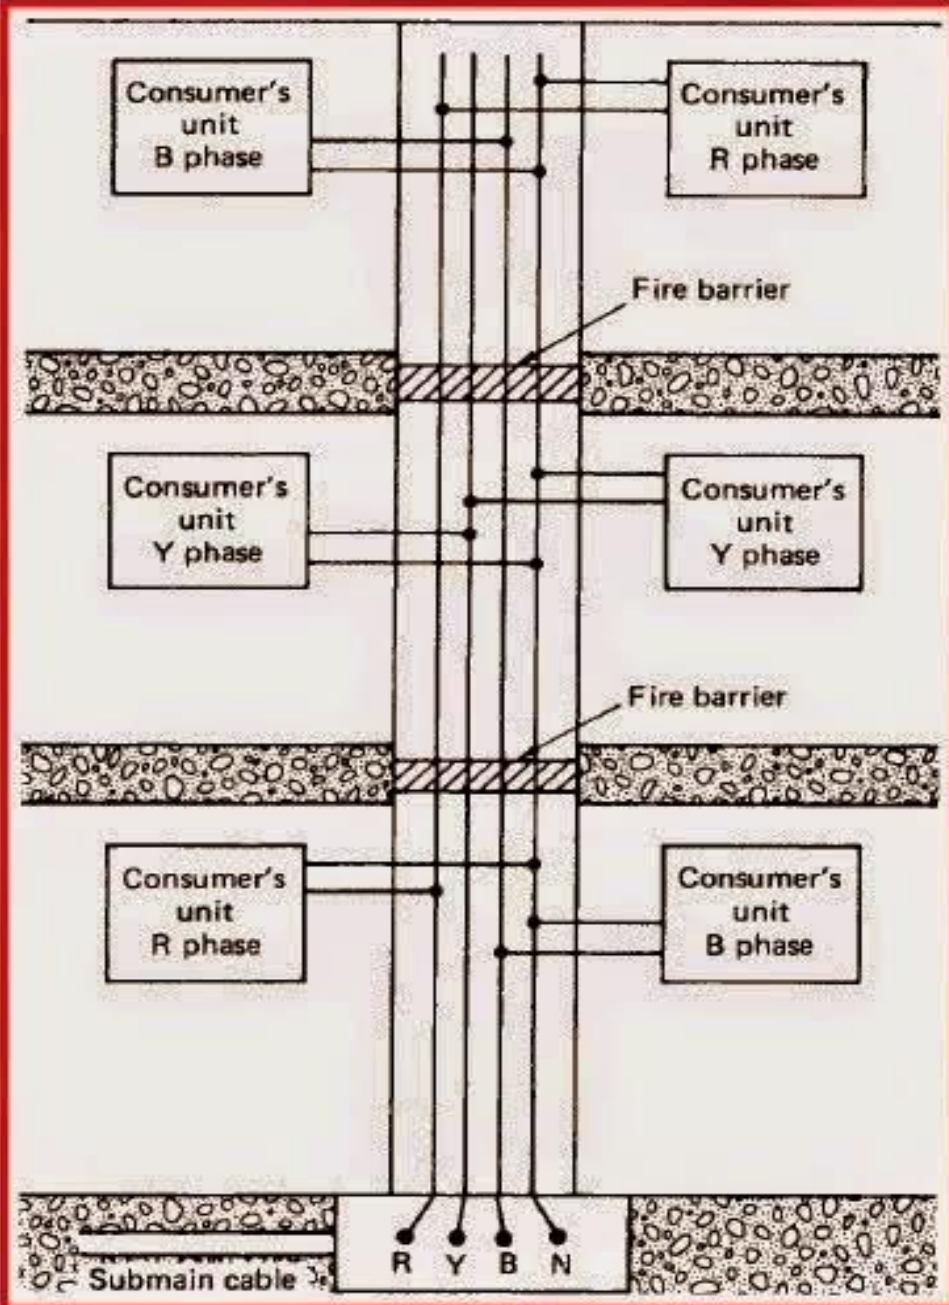 Consumer's
unit
B phase
Consumer's
unit
R phase
Fire barrier
Consumer's
unit
Y phase
Consumer's
unit
Y phase
Fire barrier
Consumer's
unit
R phase
Consumer's
unit
B phase
R Y B N
Submain cable